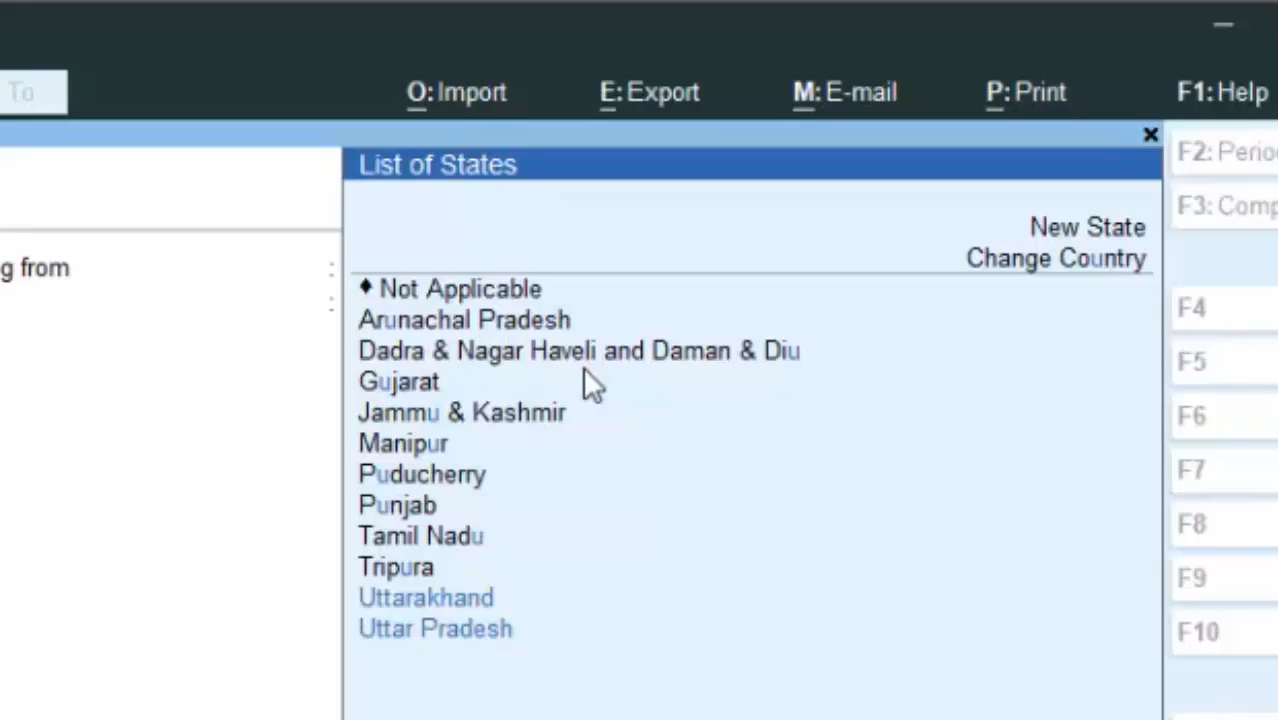 To
O: Import
E: Export
M: E-mail
P: Print
F1: Help
F2: Perio
F3: Comp
List of States
New State
Change Country
g from :
:
♦ Not Applicable
Arunachal Pradesh
Dadra & Nagar Haveli and Daman & Diu
Gujarat
Jammu & Kashmir
Manipur
Puducherry
Punjab
Tamil Nadu
Tripura
Uttarakhand
Uttar Pradesh
F4
F5
F6
F7
F8
F9
F10